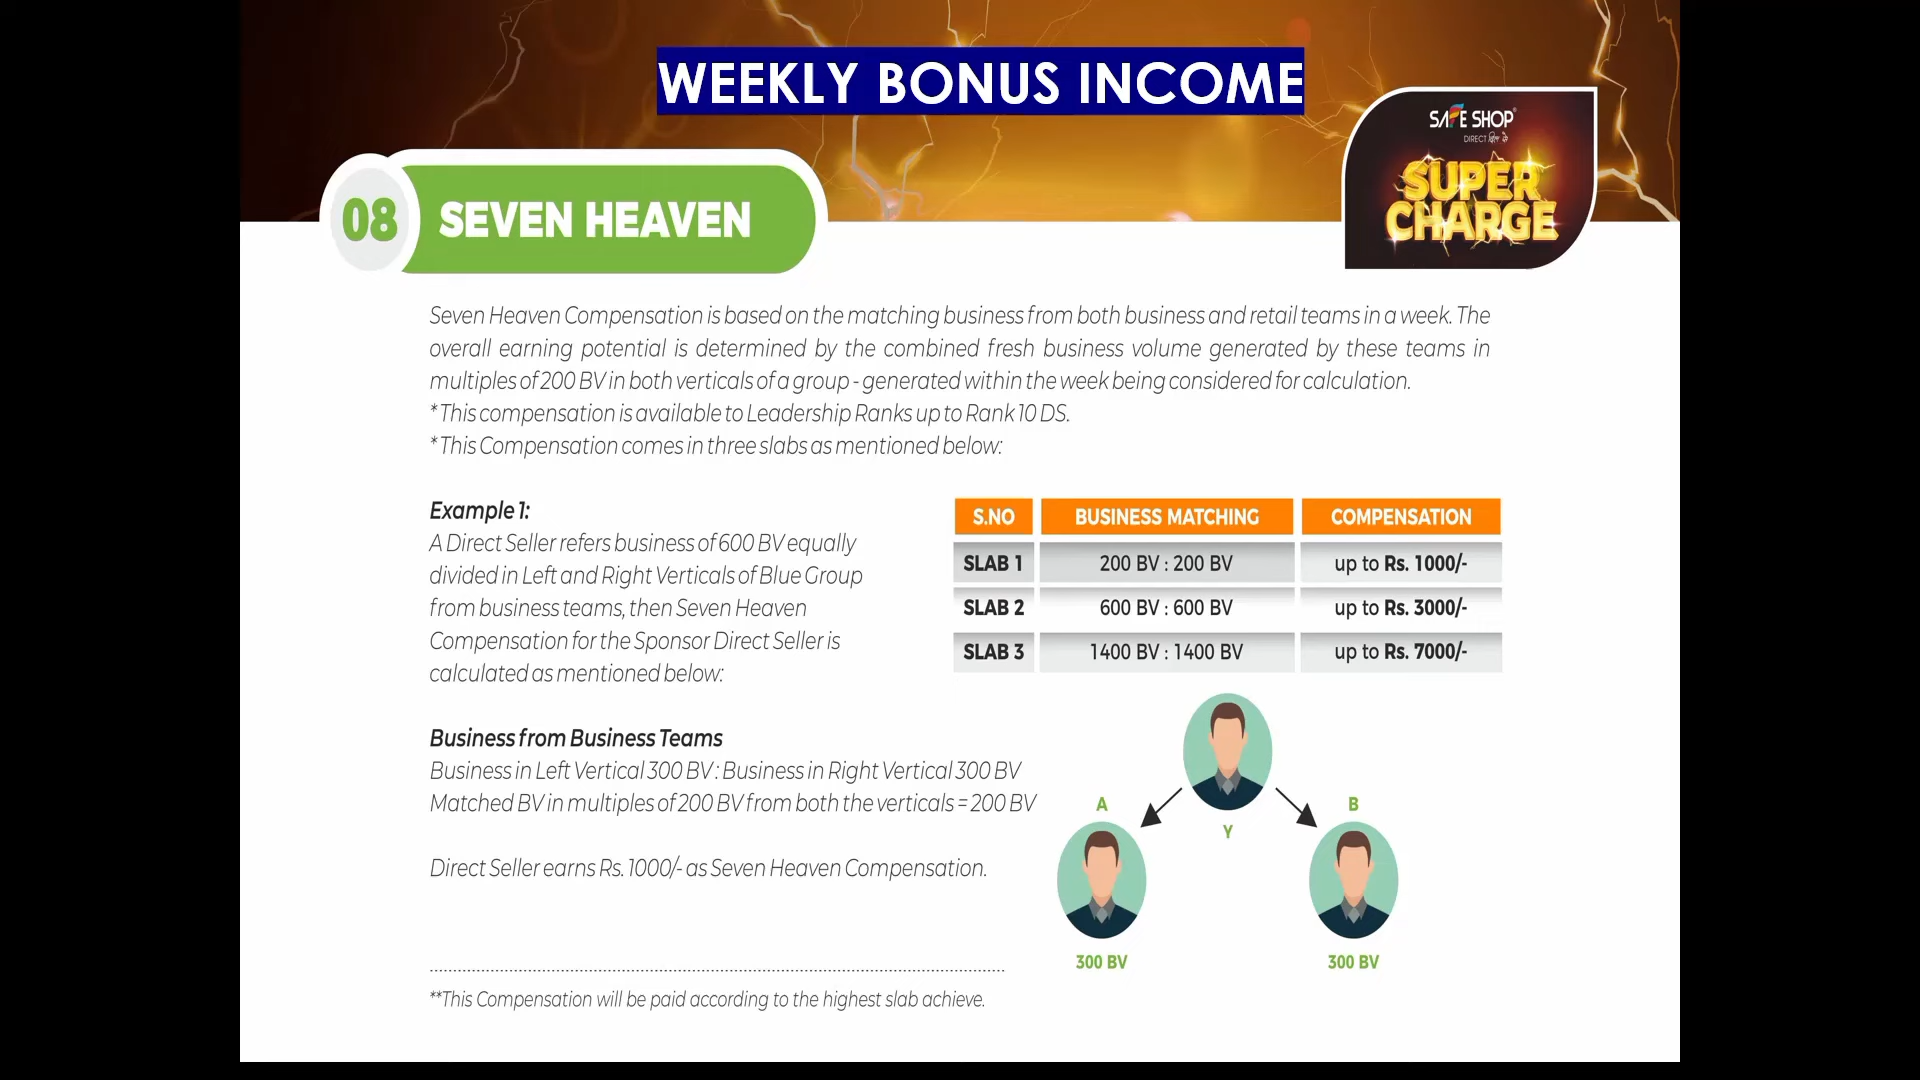 WEEKLY BONUS INCOME
SAFE SHOP®
DIRECT दिल से
SUPER
CHARGE
08 SEVEN HEAVEN
Seven Heaven Compensation is based on the matching business from both business and retail teams in a week. The
overall earning potential is determined by the combined fresh business volume generated by these teams in
multiples of 200 BV in both verticals of a group - generated within the week being considered for calculation.
* This compensation is available to Leadership Ranks up to Rank 10 DS.
* This Compensation comes in three slabs as mentioned below:
Example 1:
A Direct Seller refers business of 600 BV equally
divided in Left and Right Verticals of Blue Group
from business teams, then Seven Heaven
Compensation for the Sponsor Direct Seller is
calculated as mentioned below:
S.NO BUSINESS MATCHING COMPENSATION
SLAB 1 200 BV : 200 BV up to Rs. 1000/-
SLAB 2 600 BV : 600 BV up to Rs. 3000/-
SLAB 3 1400 BV : 1400 BV up to Rs. 7000/-
Business from Business Teams
Business in Left Vertical 300 BV : Business in Right Vertical 300 BV
Matched BV in multiples of 200 BV from both the verticals = 200 BV
Direct Seller earns Rs. 1000/- as Seven Heaven Compensation.
A B
Y
300 BV 300 BV
**This Compensation will be paid according to the highest slab achieve.